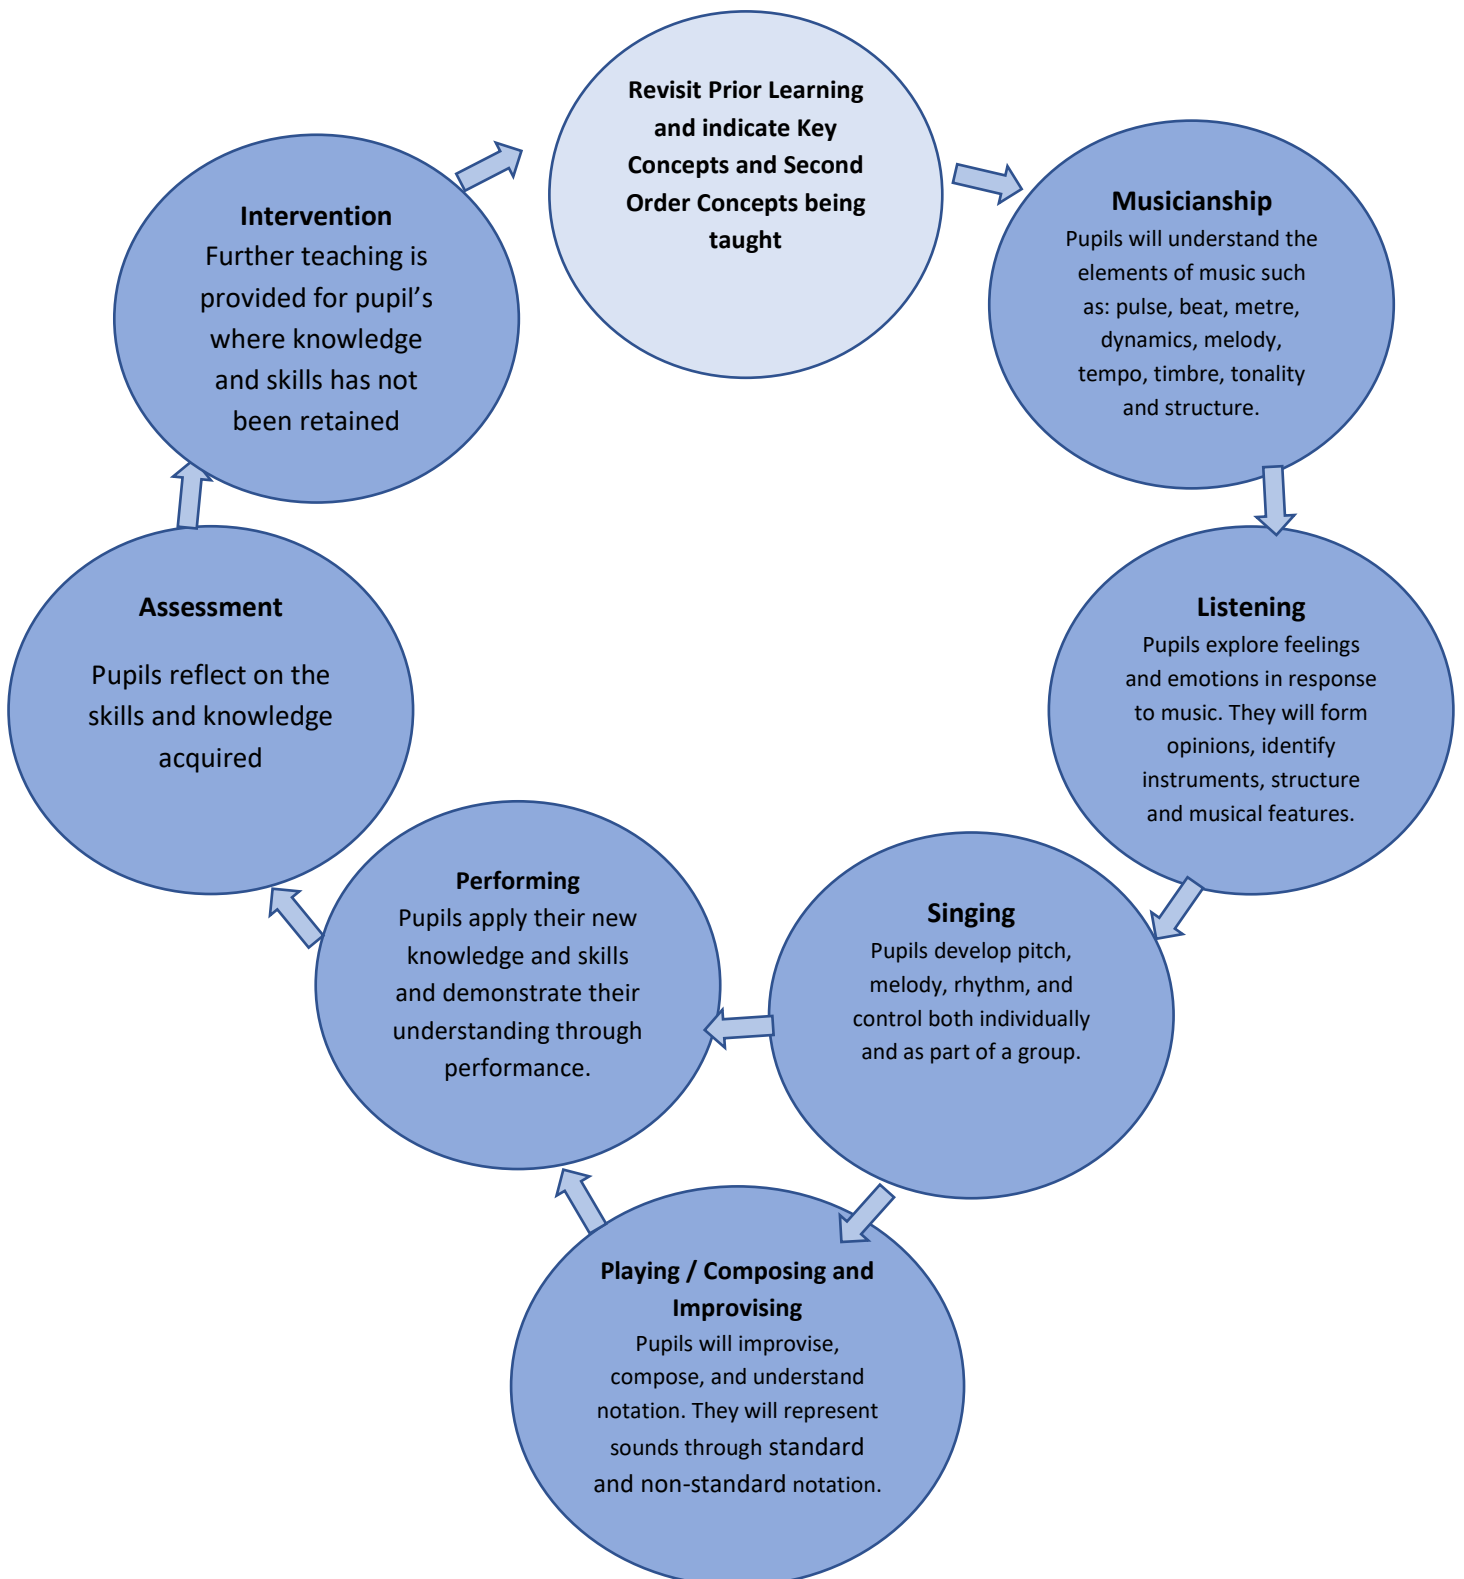 Revisit Prior Learning
and indicate Key
Concepts and Second
Order Concepts being
taught
Musicianship
Pupils will understand the
elements of music such
as: pulse, beat, metre,
dynamics, melody,
tempo, timbre, tonality
and structure.
Listening
Pupils explore feelings
and emotions in response
to music. They will form
opinions, identify
instruments, structure
and musical features.
Singing
Pupils develop pitch,
melody, rhythm, and
control both individually
and as part of a group.
Playing / Composing and
Improvising
Pupils will improvise,
compose, and understand
notation. They will represent
sounds through standard
and non-standard notation.
Performing
Pupils apply their new
knowledge and skills
and demonstrate their
understanding through
performance.
Assessment
Pupils reflect on the
skills and knowledge
acquired
Intervention
Further teaching is
provided for pupil’s
where knowledge
and skills has not
been retained